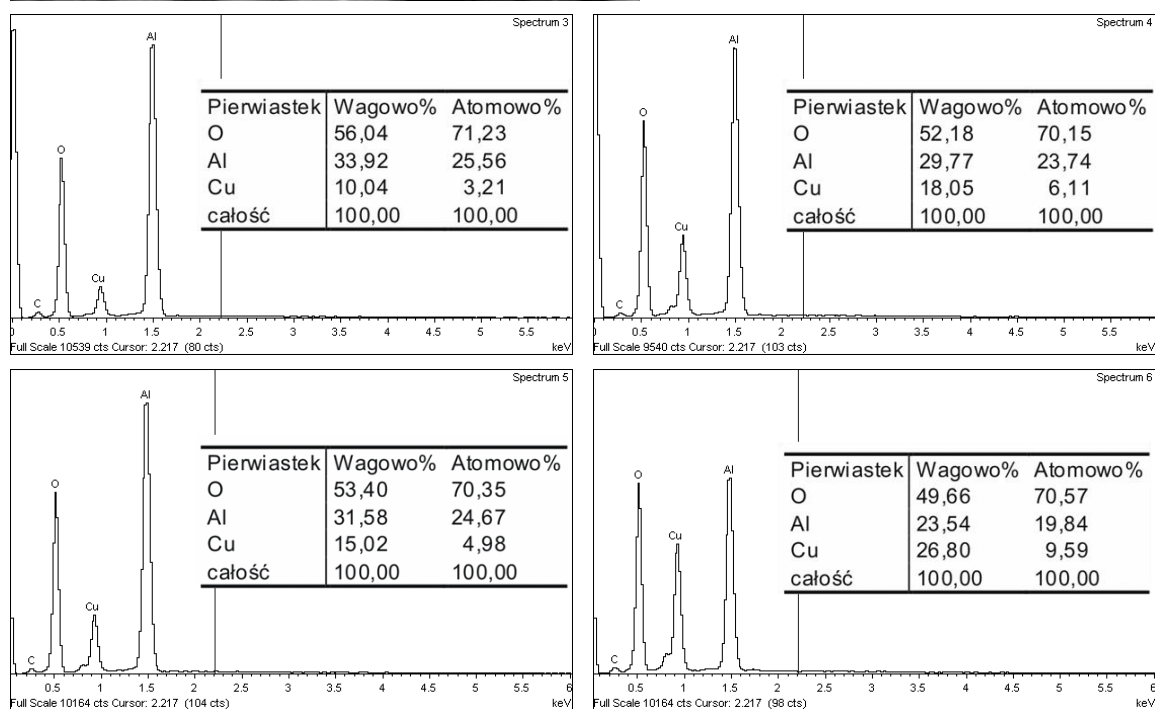 Spectrum 3
Al
O
Cu
C
Pierwiastek Wagowo% Atomowo%
O 56,04 71,23
Al 33,92 25,56
Cu 10,04 3,21
całość 100,00 100,00
0 0.5 1 1.5 2 2.5 3 3.5 4 4.5 5 5.5
Full Scale 10539 cts Cursor: 2.217 (80 cts) keV
Spectrum 4
Al
O
Cu
C
Pierwiastek Wagowo% Atomowo%
O 52,18 70,15
Al 29,77 23,74
Cu 18,05 6,11
całość 100,00 100,00
0 0.5 1 1.5 2 2.5 3 3.5 4 4.5 5 5.5
Full Scale 9540 cts Cursor: 2.217 (103 cts) keV
Spectrum 5
Al
O
Cu
C
Pierwiastek Wagowo% Atomowo%
O 53,40 70,35
Al 31,58 24,67
Cu 15,02 4,98
całość 100,00 100,00
0.5 1 1.5 2 2.5 3 3.5 4 4.5 5 5.5 6
Full Scale 10164 cts Cursor: 2.217 (104 cts) keV
Spectrum 6
Al
O
Cu
C
Pierwiastek Wagowo% Atomowo%
O 49,66 70,57
Al 23,54 19,84
Cu 26,80 9,59
całość 100,00 100,00
0.5 1 1.5 2 2.5 3 3.5 4 4.5 5 5.5 6
Full Scale 10164 cts Cursor: 2.217 (98 cts) keV